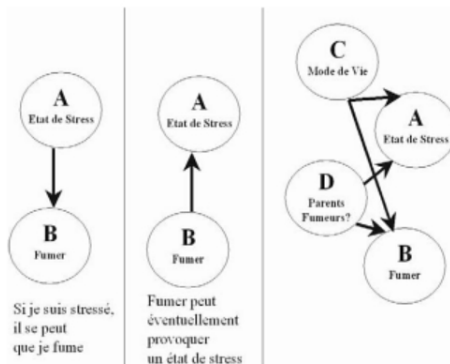 A
Etat de Stress
B
Fumer
Si je suis stressé,
il se peut
que je fume
A
Etat de Stress
B
Fumer
Fumer peut
éventuellement
provoquer
un état de stress
C
Mode de Vie
A
Etat de Stress
D
Parents
Fumeurs?
B
Fumer